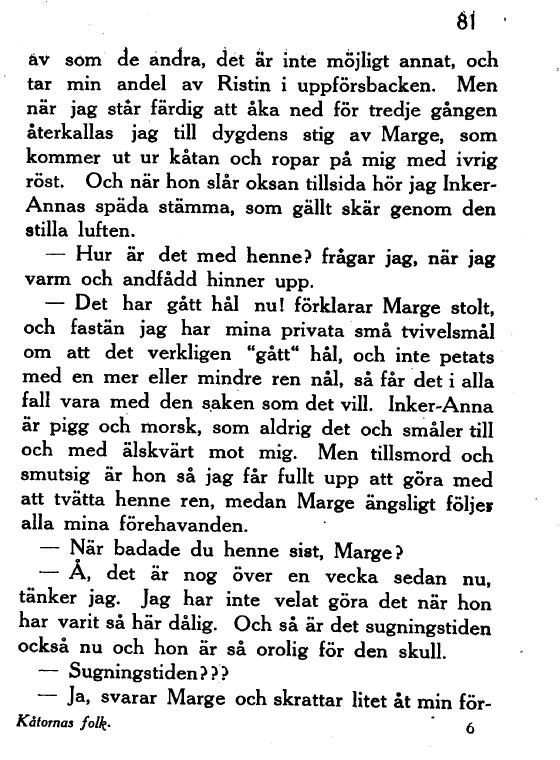 81
av som de andra, det är inte möjligt annat, och
tar min andel av Ristin i uppförsbacken. Men
när jag står färdig att åka ned för tredje gången
återkallas jag till dygdens stig av Marge, som
kommer ut ur kåtan och ropar på mig med ivrig
röst. Och när hon slår oksan tillsida hör jag Inker-
Annas späda stämma, som gällt skär genom den
stilla luften.
— Hur är det med henne? frågar jag, när jag
varm och andfådd hinner upp.
— Det har gått hål nu! förklarar Marge stolt,
och fastän jag har mina privata små tvivelsmål
om att det verkligen “gått“ hål, och inte petats
med en mer eller mindre ren nål, så får det i alla
fall vara med den saken som det vill. Inker-Anna
är pigg och morsk, som aldrig det och småler till
och med älskvärt mot mig. Men tillsmord och
smutsig är hon så jag får fullt upp att göra med
att tvätta henne ren, medan Marge ängsligt följer
alla mina förehavanden.
— När badade du henne sist, Marge?
— Å, det är nog över en vecka sedan nu,
tänker jag. Jag har inte velat göra det när hon
har varit så här dålig. Och så är det sugningstiden
också nu och hon är så orolig för den skull.
— Sugningstiden???
— Ja, svarar Marge och skrattar litet åt min för-
Kåtornas folk.
6